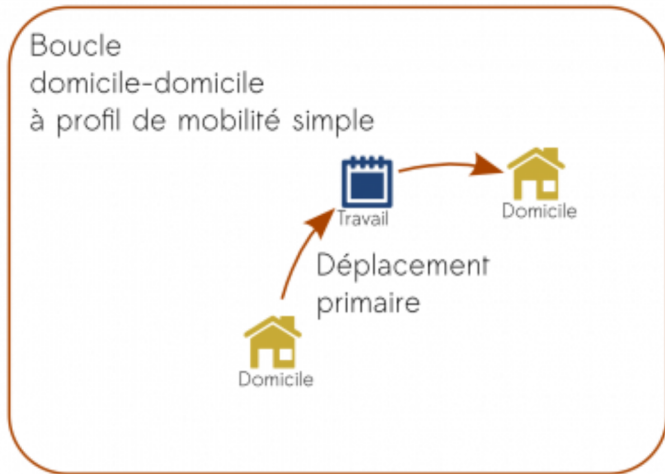 Boucle
domicile-domicile
à profil de mobilité simple
Travail
Domicile
Déplacement
primaire
Domicile